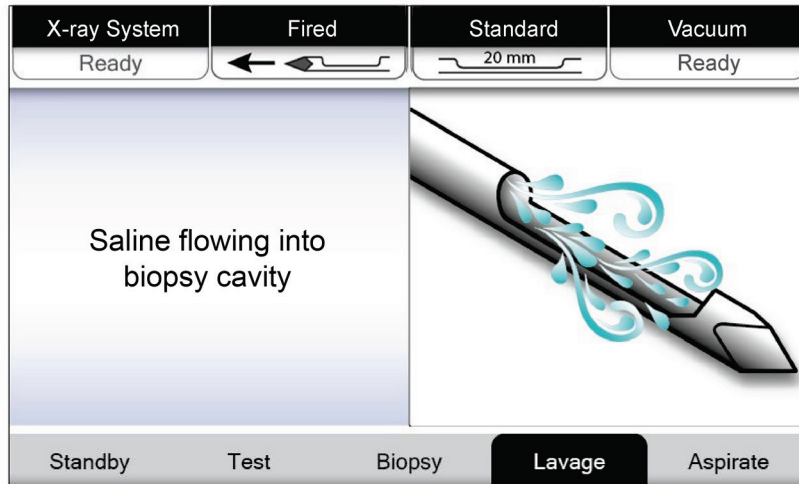 X-ray System
Fired
Standard
Vacuum
Ready
20 mm
Ready
Saline flowing into
biopsy cavity
Standby
Test
Biopsy
Lavage
Aspirate